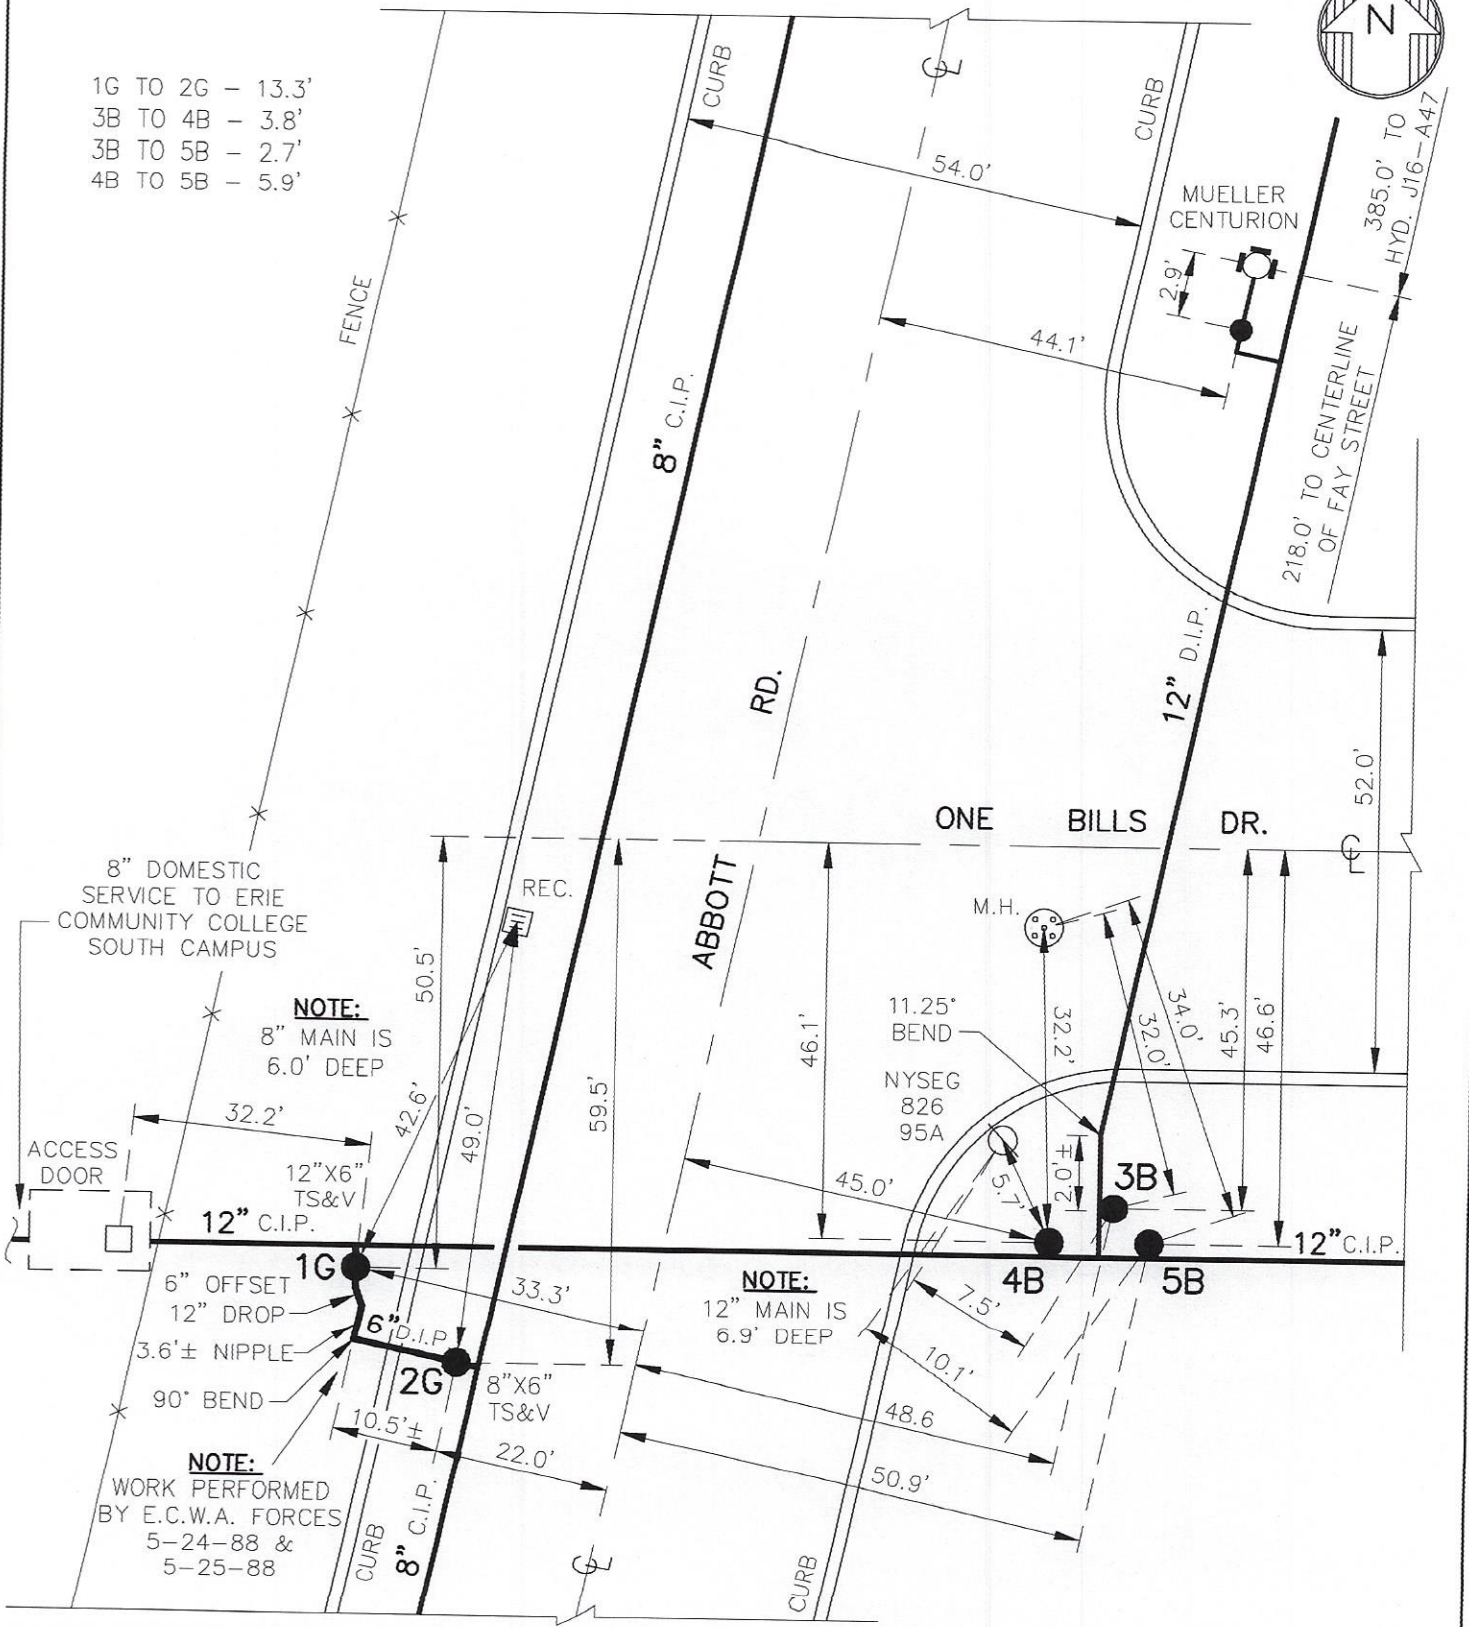 N
1G TO 2G - 13.3'
3B TO 4B - 3.8'
3B TO 5B - 2.7'
4B TO 5B - 5.9'
CURB
CL
CURB
54.0'
385.0' TO
HYD. J16-A47
MUELLER
CENTURION
2.9'
FENCE
44.1'
8" C.I.P.
218.0' TO CENTERLINE
OF FAY STREET
12" D.I.P.
RD.
ABBOTT
52.0'
ONE BILLS DR.
CL
8" DOMESTIC
SERVICE TO ERIE
COMMUNITY COLLEGE
SOUTH CAMPUS
REC.
M.H.
50.5'
NOTE:
8" MAIN IS
6.0' DEEP
11.25°
BEND
46.1'
32.2'
32.0'
34.0'
45.3'
46.6'
NYSEG
826
95A
32.2'
42.6'
49.0'
59.5'
ACCESS
DOOR
12"X6"
TS&V
45.0'
5.7'
2.0'±
3B
12" C.I.P.
12" C.I.P.
1G
4B
5B
6" OFFSET
12" DROP
33.3'
NOTE:
12" MAIN IS
6.9' DEEP
7.5'
6" D.I.P
3.6'± NIPPLE
10.1'
2G
8"X6"
TS&V
90° BEND
10.5'±
48.6
22.0'
50.9'
NOTE:
WORK PERFORMED
BY E.C.W.A. FORCES
5-24-88 &
5-25-88
CURB
8" C.I.P.
CL
CURB